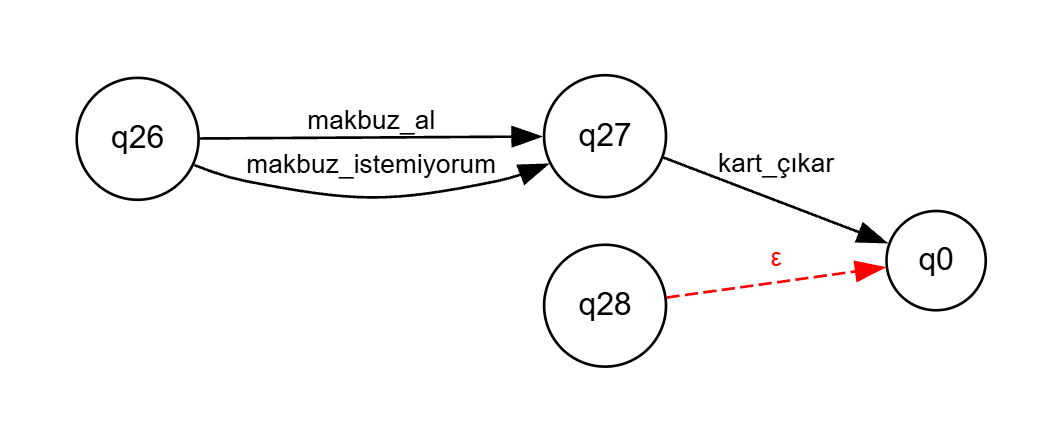 q26
makbuz_al
makbuz_istemiyorum
q27
kart_çıkar
q28
ε
q0